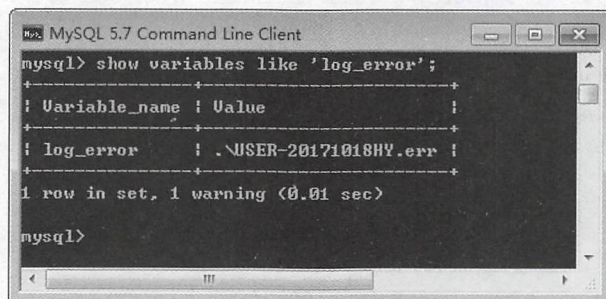 MySQL 5.7 Command Line Client
mysql> show variables like 'log_error';
+---------------+------------------------+
| Variable_name | Value                  |
+---------------+------------------------+
| log_error     | .\USER-20171018HY.err |
+---------------+------------------------+
1 row in set, 1 warning (0.01 sec)
mysql>